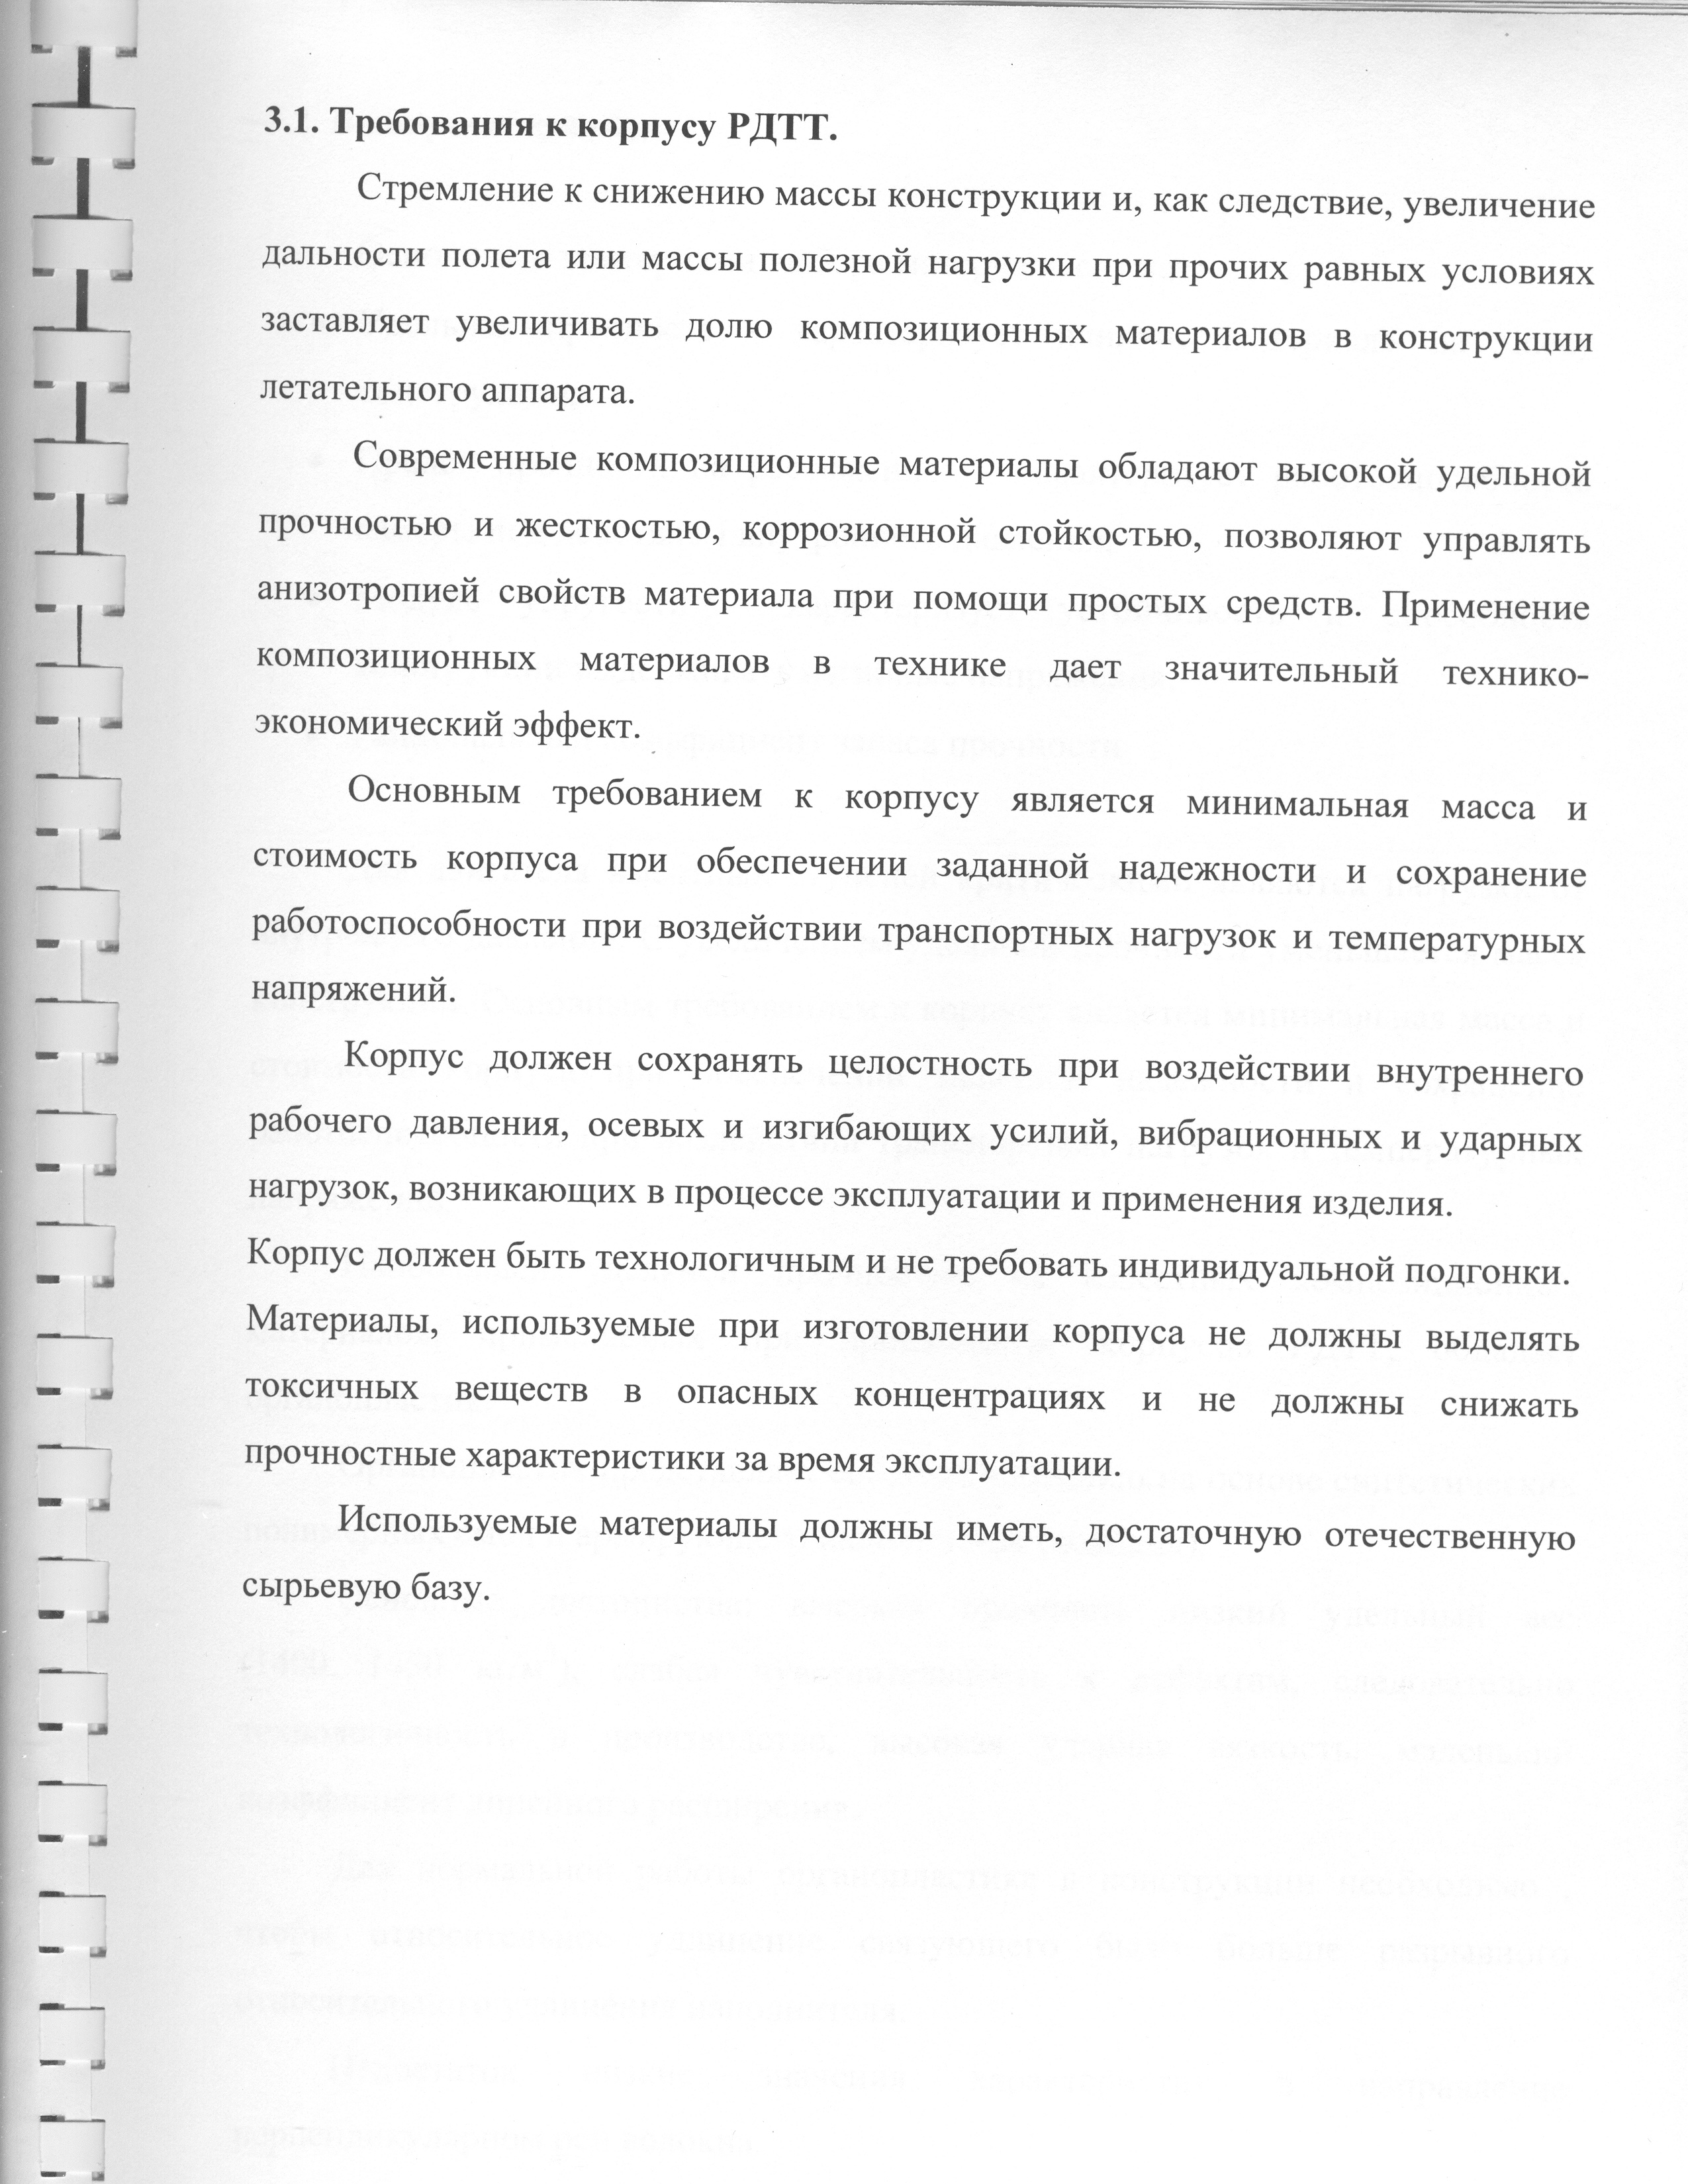 3.1. Требования к корпусу РДТТ.
Стремление к снижению массы конструкции и, как следствие, увеличение
дальности полета или массы полезной нагрузки при прочих равных условиях
заставляет увеличивать долю композиционных материалов в конструкции
летательного аппарата.
Современные композиционные материалы обладают высокой удельной
прочностью и жесткостью, коррозионной стойкостью, позволяют управлять
анизотропией свойств материала при помощи простых средств. Применение
композиционных материалов в технике дает значительный технико-
экономический эффект.
Основным требованием к корпусу является минимальная масса и
стоимость корпуса при обеспечении заданной надежности и сохранение
работоспособности при воздействии транспортных нагрузок и температурных
напряжений.
Корпус должен сохранять целостность при воздействии внутреннего
рабочего давления, осевых и изгибающих усилий, вибрационных и ударных
нагрузок, возникающих в процессе эксплуатации и применения изделия.
Корпус должен быть технологичным и не требовать индивидуальной подгонки.
Материалы, используемые при изготовлении корпуса не должны выделять
токсичных веществ в опасных концентрациях и не должны снижать
прочностные характеристики за время эксплуатации.
Используемые материалы должны иметь, достаточную отечественную
сырьевую базу.